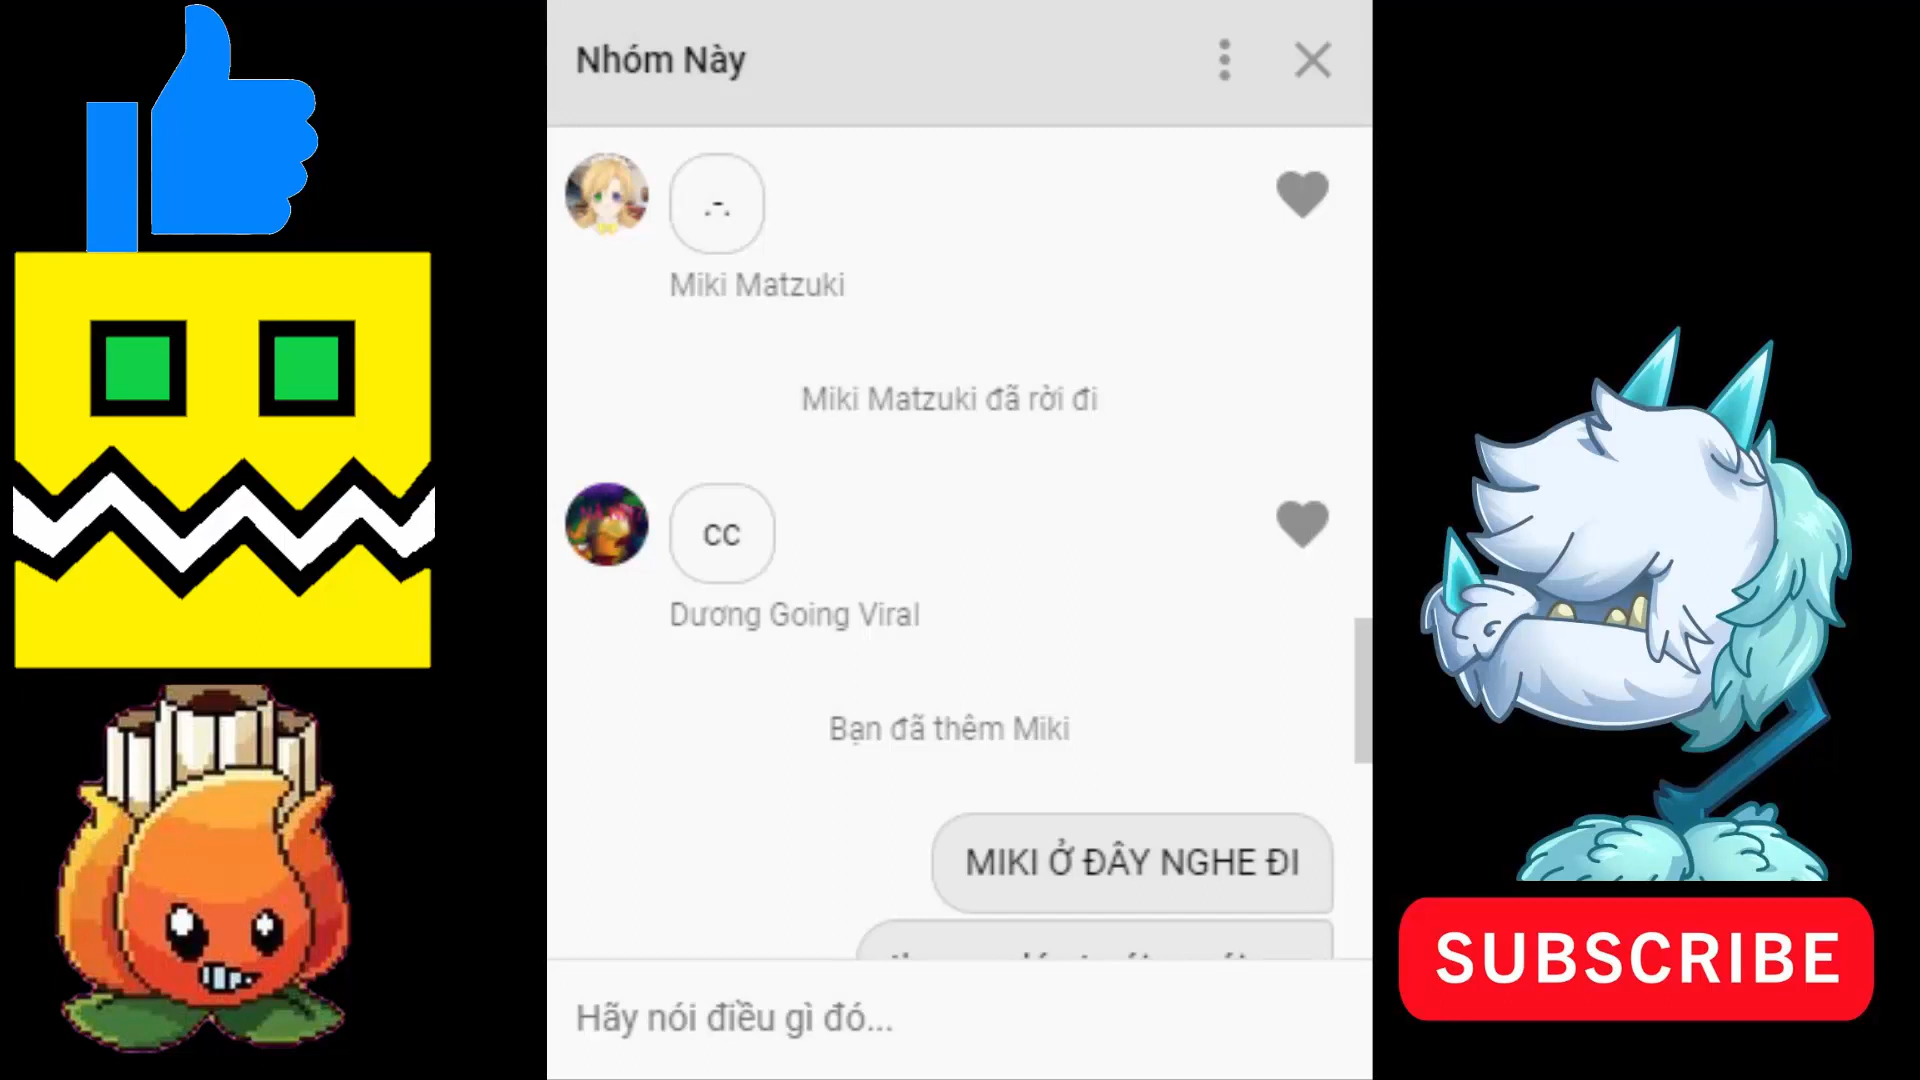 Nhóm Này
.-.
Miki Matzuki
Miki Matzuki đã rời đi
cc
Dương Going Viral
Bạn đã thêm Miki
MIKI Ở ĐÂY NGHE ĐI
Hãy nói điều gì đó...
SUBSCRIBE